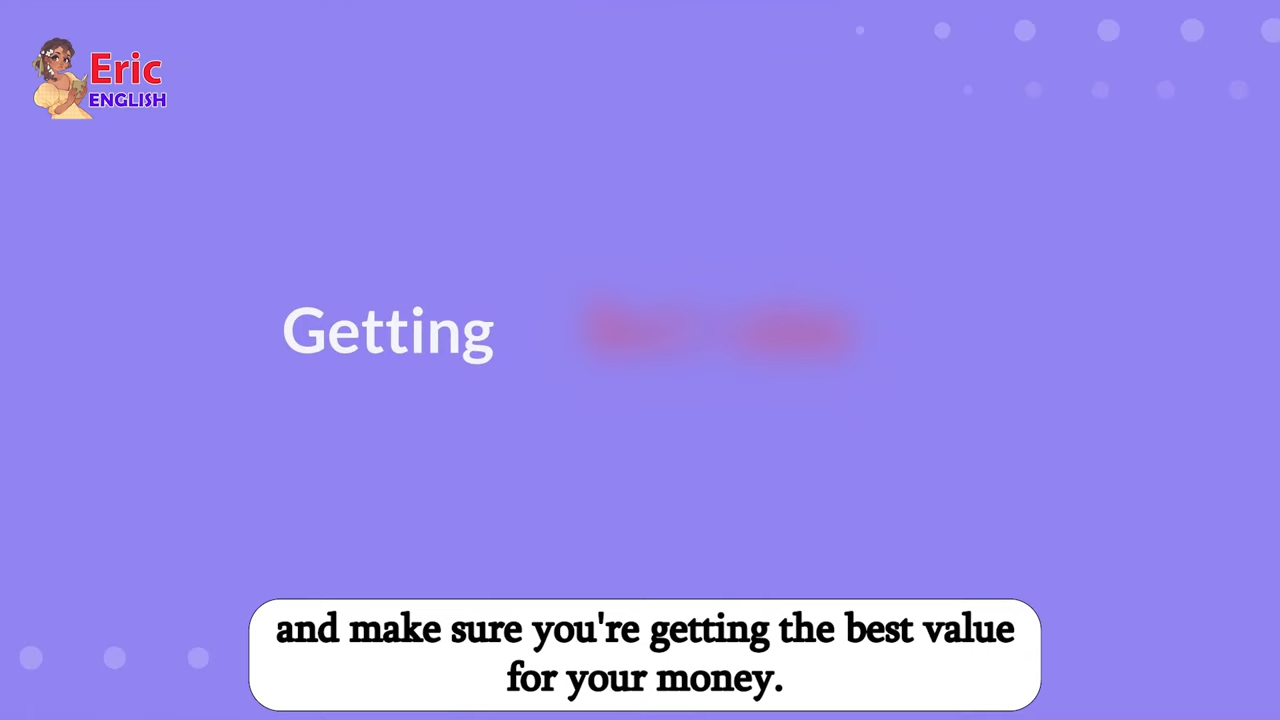 Eric
ENGLISH
Getting
and make sure you're getting the best value
for your money.